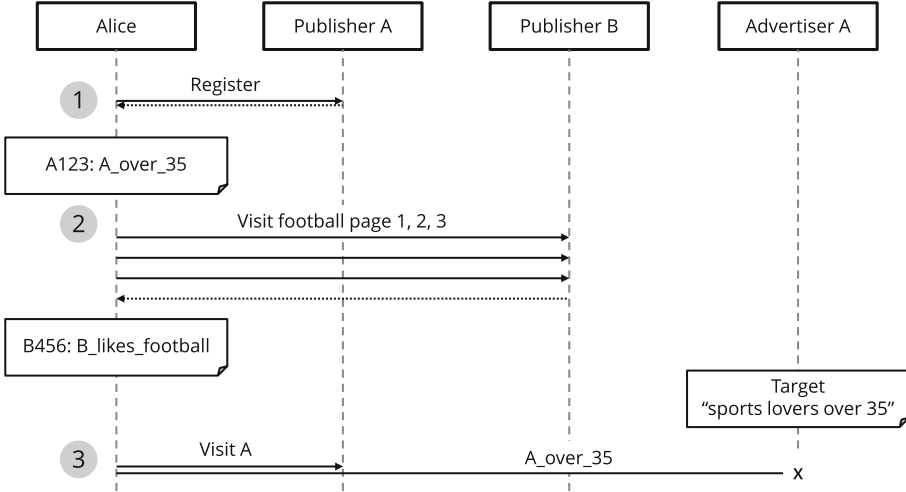 Alice
Publisher A
Publisher B
Advertiser A
Register
1
A123: A_over_35
2
Visit football page 1, 2, 3
B456: B_likes_football
Target
“sports lovers over 35”
3
Visit A
A_over_35
x